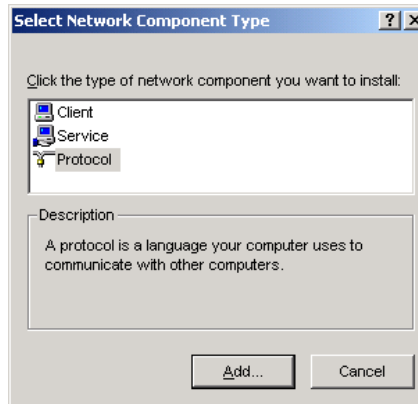 Select Network Component Type
Click the type of network component you want to install:
Client
Service
Protocol
Description
A protocol is a language your computer uses to
communicate with other computers.
Add...
Cancel